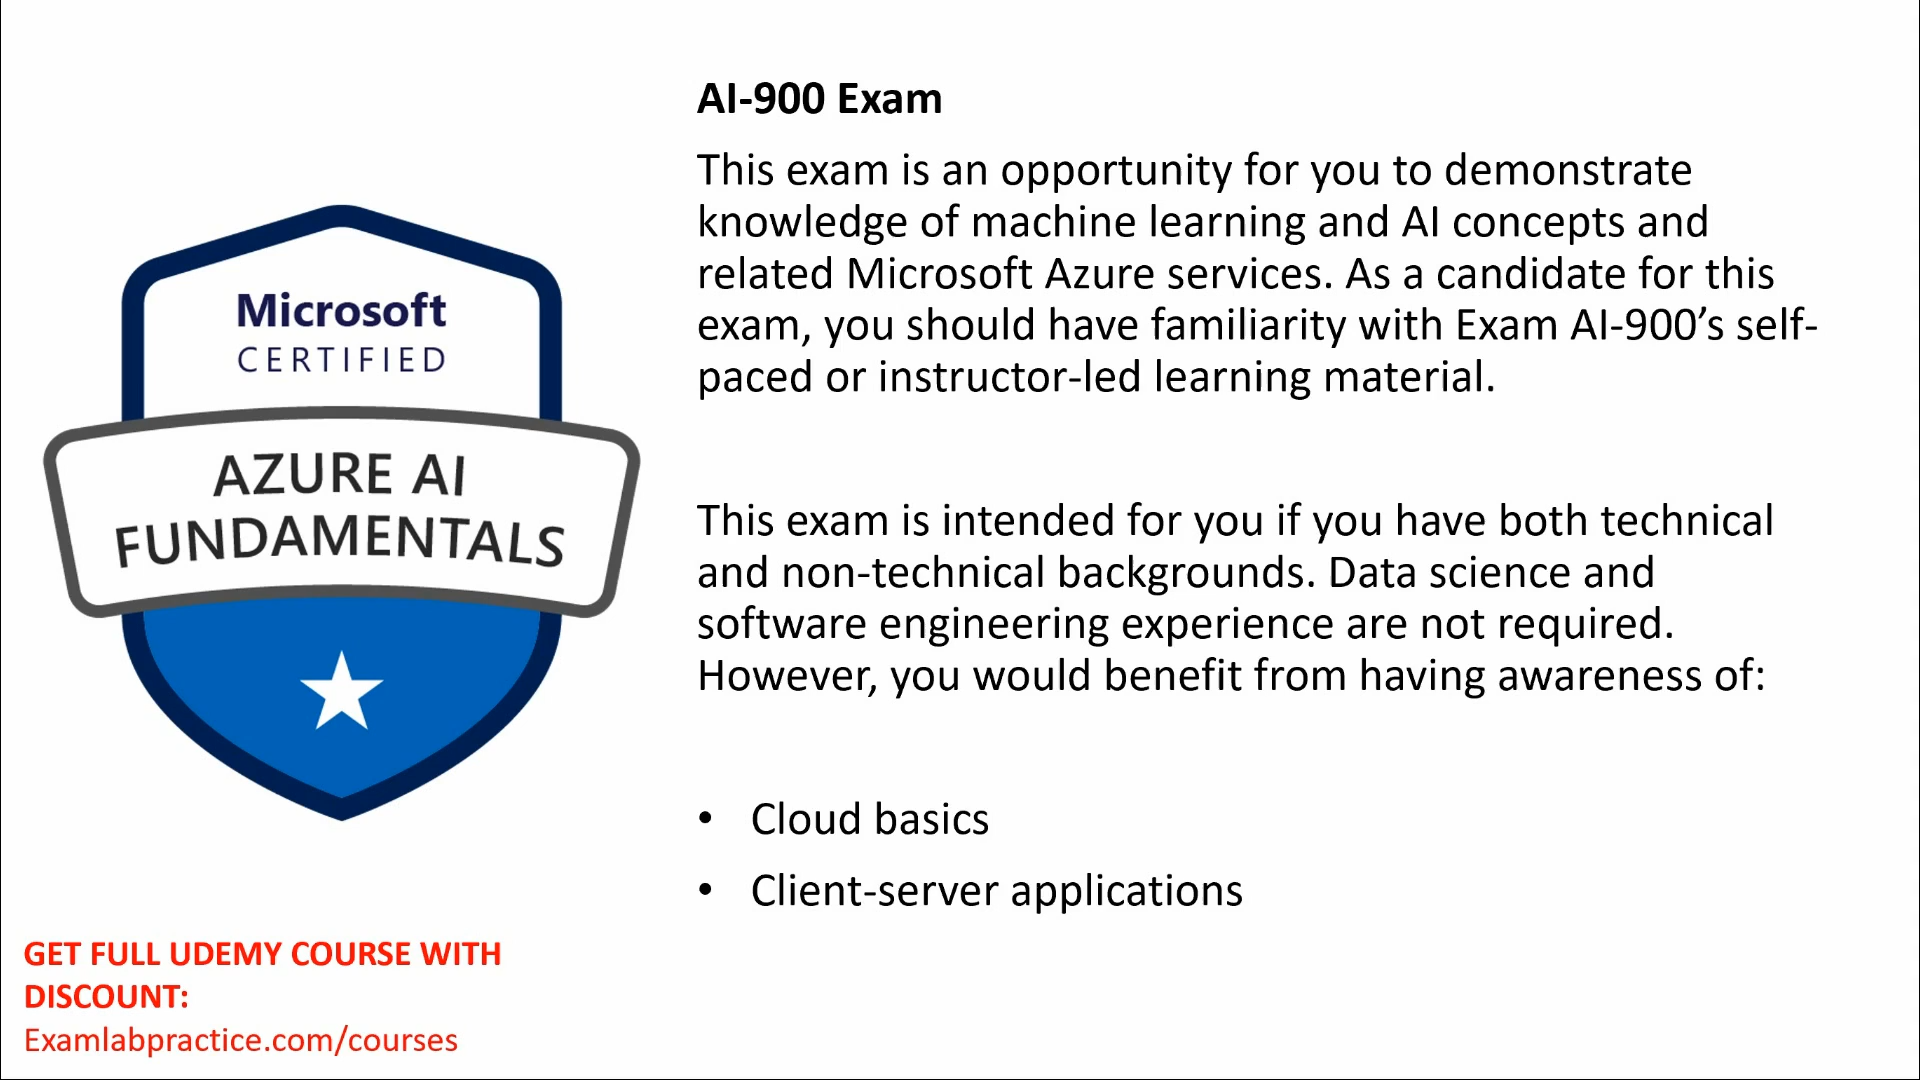 Microsoft
CERTIFIED
AZURE AI
FUNDAMENTALS
GET FULL UDEMY COURSE WITH
DISCOUNT:
Examlabpractice.com/courses
AI-900 Exam
This exam is an opportunity for you to demonstrate
knowledge of machine learning and AI concepts and
related Microsoft Azure services. As a candidate for this
exam, you should have familiarity with Exam AI-900’s self-
paced or instructor-led learning material.
This exam is intended for you if you have both technical
and non-technical backgrounds. Data science and
software engineering experience are not required.
However, you would benefit from having awareness of:
• Cloud basics
• Client-server applications